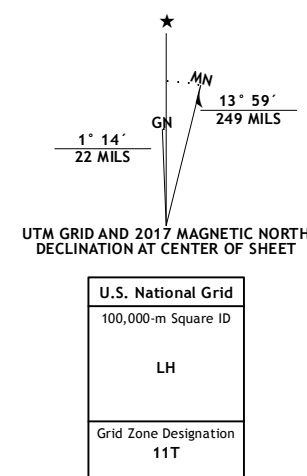 ★
MN
GN
13° 59´
249 MILS
1° 14´
22 MILS
UTM GRID AND 2017 MAGNETIC NORTH
DECLINATION AT CENTER OF SHEET
U.S. National Grid
100,000-m Square ID
LH
Grid Zone Designation
11T